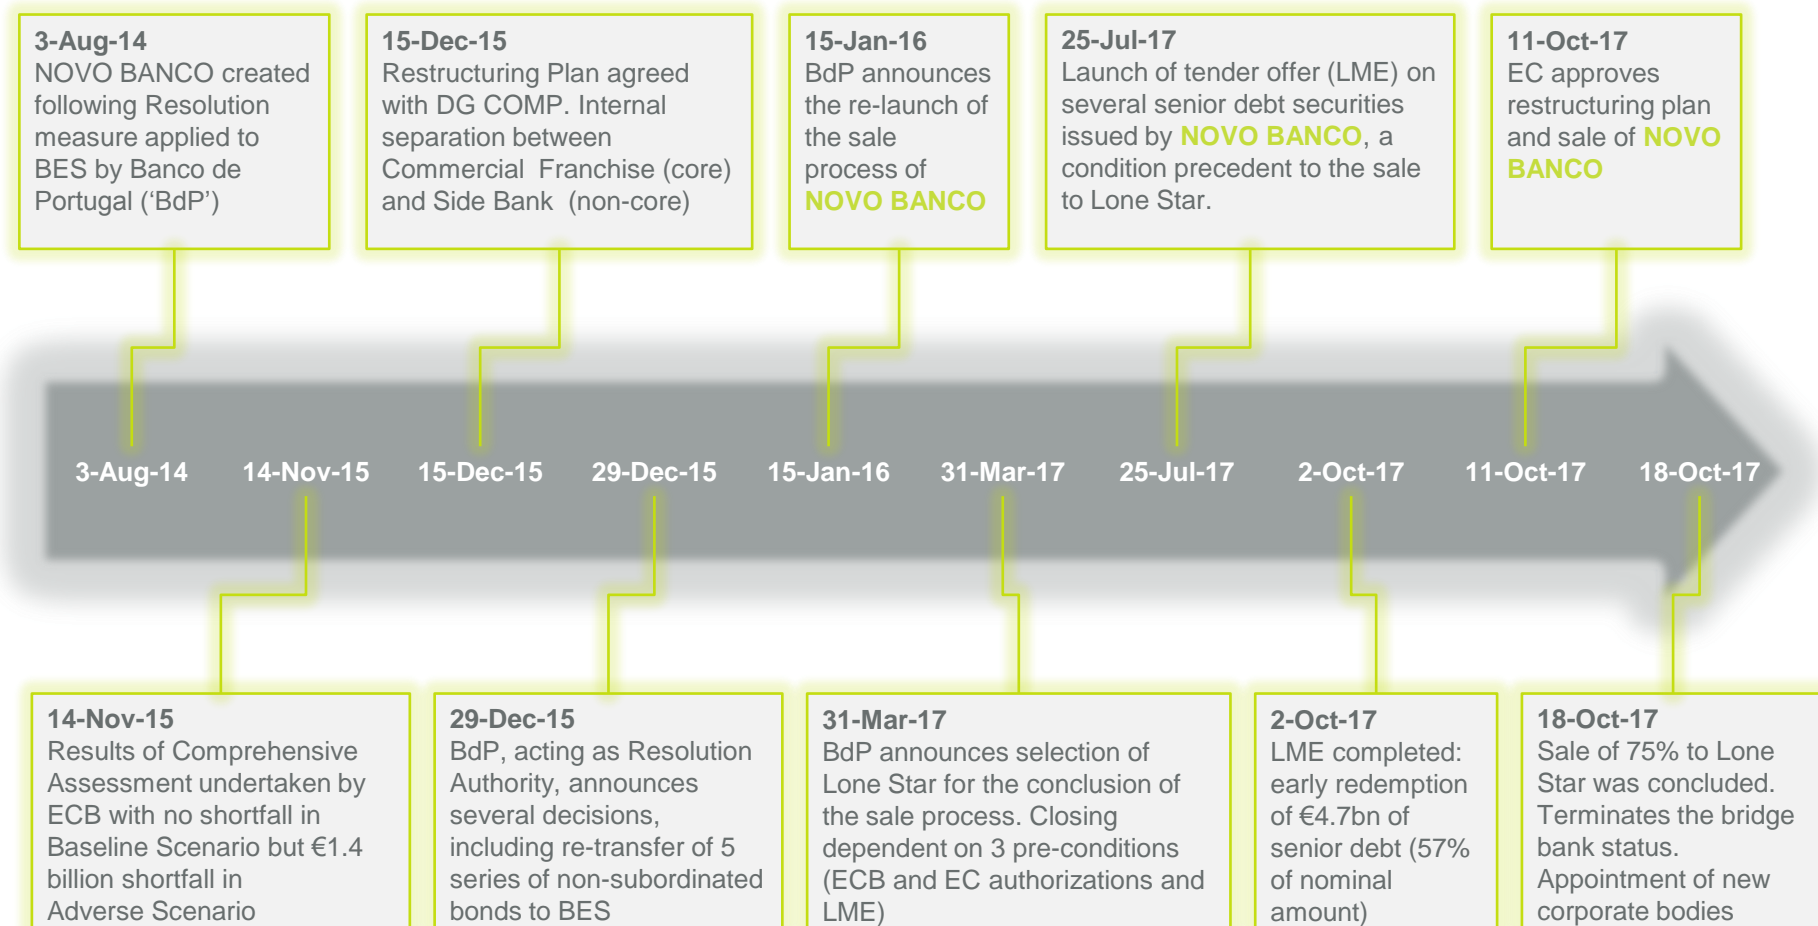 3-Aug-14
NOVO BANCO created
following Resolution
measure applied to
BES by Banco de
Portugal (‘BdP’)
15-Dec-15
Restructuring Plan agreed
with DG COMP. Internal
separation between
Commercial Franchise (core)
and Side Bank (non-core)
15-Jan-16
BdP announces
the re-launch of
the sale
process of
NOVO BANCO
25-Jul-17
Launch of tender offer (LME) on
several senior debt securities
issued by NOVO BANCO, a
condition precedent to the sale
to Lone Star.
11-Oct-17
EC approves
restructuring plan
and sale of NOVO
BANCO
3-Aug-14 14-Nov-15 15-Dec-15 29-Dec-15 15-Jan-16 31-Mar-17 25-Jul-17 2-Oct-17 11-Oct-17 18-Oct-17
14-Nov-15
Results of Comprehensive
Assessment undertaken by
ECB with no shortfall in
Baseline Scenario but €1.4
billion shortfall in
Adverse Scenario
29-Dec-15
BdP, acting as Resolution
Authority, announces
several decisions,
including re-transfer of 5
series of non-subordinated
bonds to BES
31-Mar-17
BdP announces selection of
Lone Star for the conclusion of
the sale process. Closing
dependent on 3 pre-conditions
(ECB and EC authorizations and
LME)
2-Oct-17
LME completed:
early redemption
of €4.7bn of
senior debt (57%
of nominal
amount)
18-Oct-17
Sale of 75% to Lone
Star was concluded.
Terminates the bridge
bank status.
Appointment of new
corporate bodies